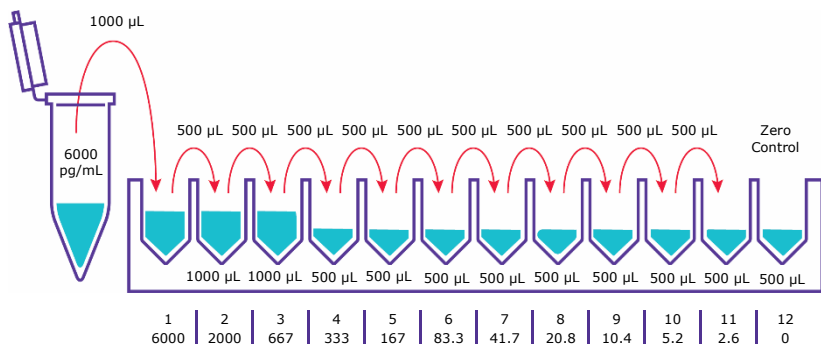 1000 µL
6000
pg/mL
500 µL 500 µL 500 µL 500 µL 500 µL 500 µL 500 µL 500 µL 500 µL 500 µL
Zero
Control
1000 µL 1000 µL 500 µL 500 µL 500 µL 500 µL 500 µL 500 µL 500 µL 500 µL 500 µL
1 2 3 4 5 6 7 8 9 10 11 12
6000 2000 667 333 167 83.3 41.7 20.8 10.4 5.2 2.6 0